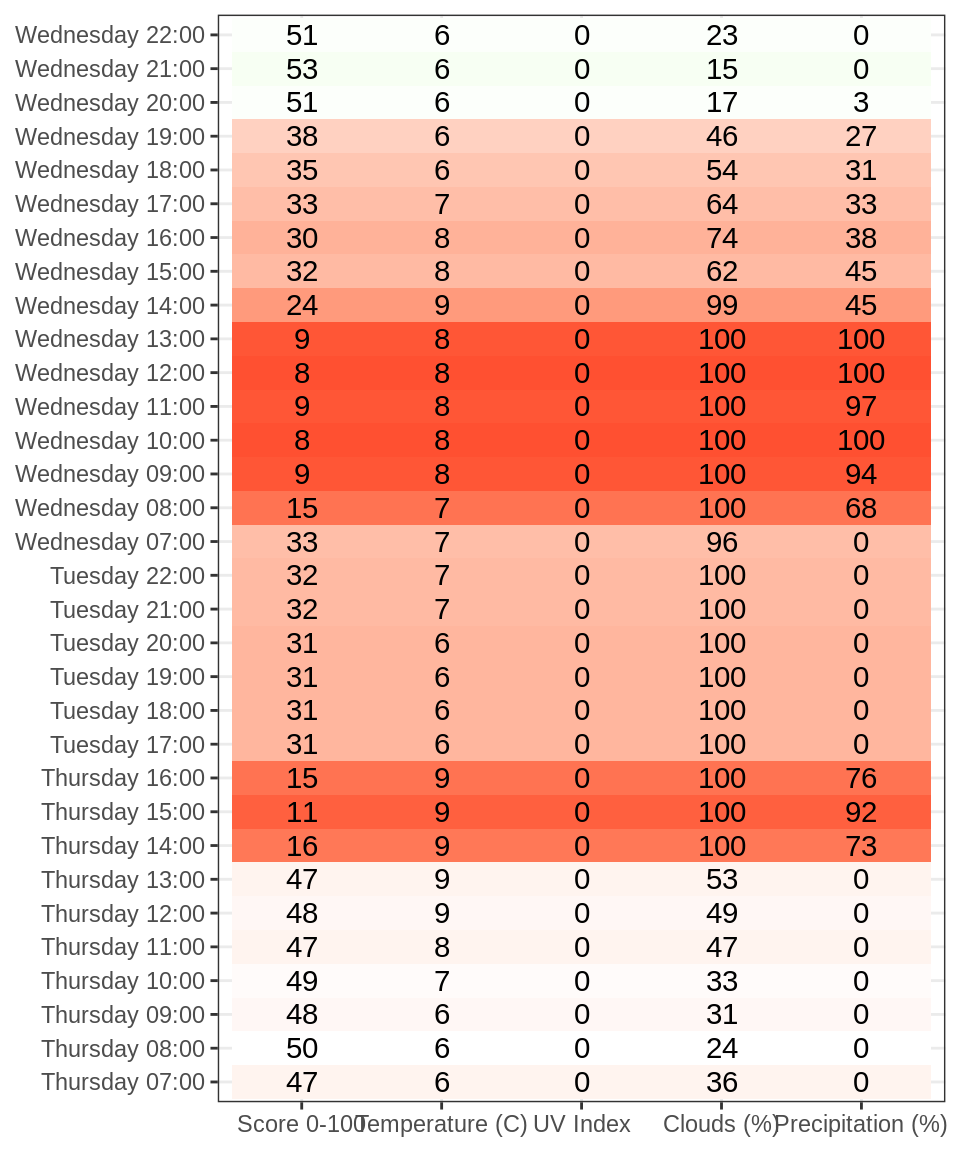 Wednesday 22:00 51 6 0 23 0
Wednesday 21:00 53 6 0 15 0
Wednesday 20:00 51 6 0 17 3
Wednesday 19:00 38 6 0 46 27
Wednesday 18:00 35 6 0 54 31
Wednesday 17:00 33 7 0 64 33
Wednesday 16:00 30 8 0 74 38
Wednesday 15:00 32 8 0 62 45
Wednesday 14:00 24 9 0 99 45
Wednesday 13:00 9 8 0 100 100
Wednesday 12:00 8 8 0 100 100
Wednesday 11:00 9 8 0 100 97
Wednesday 10:00 8 8 0 100 100
Wednesday 09:00 9 8 0 100 94
Wednesday 08:00 15 7 0 100 68
Wednesday 07:00 33 7 0 96 0
Tuesday 22:00 32 7 0 100 0
Tuesday 21:00 32 7 0 100 0
Tuesday 20:00 31 6 0 100 0
Tuesday 19:00 31 6 0 100 0
Tuesday 18:00 31 6 0 100 0
Tuesday 17:00 31 6 0 100 0
Thursday 16:00 15 9 0 100 76
Thursday 15:00 11 9 0 100 92
Thursday 14:00 16 9 0 100 73
Thursday 13:00 47 9 0 53 0
Thursday 12:00 48 9 0 49 0
Thursday 11:00 47 8 0 47 0
Thursday 10:00 49 7 0 33 0
Thursday 09:00 48 6 0 31 0
Thursday 08:00 50 6 0 24 0
Thursday 07:00 47 6 0 36 0
Score 0-100 Temperature (C) UV Index Clouds (%) Precipitation (%)